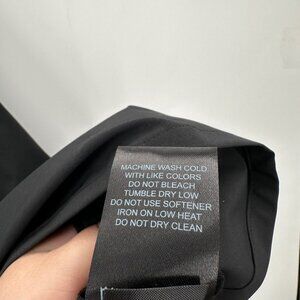 MACHINE WASH COLD
WITH LIKE COLORS
DO NOT BLEACH
TUMBLE DRY LOW
DO NOT USE SOFTENER
IRON ON LOW HEAT
DO NOT DRY CLEAN